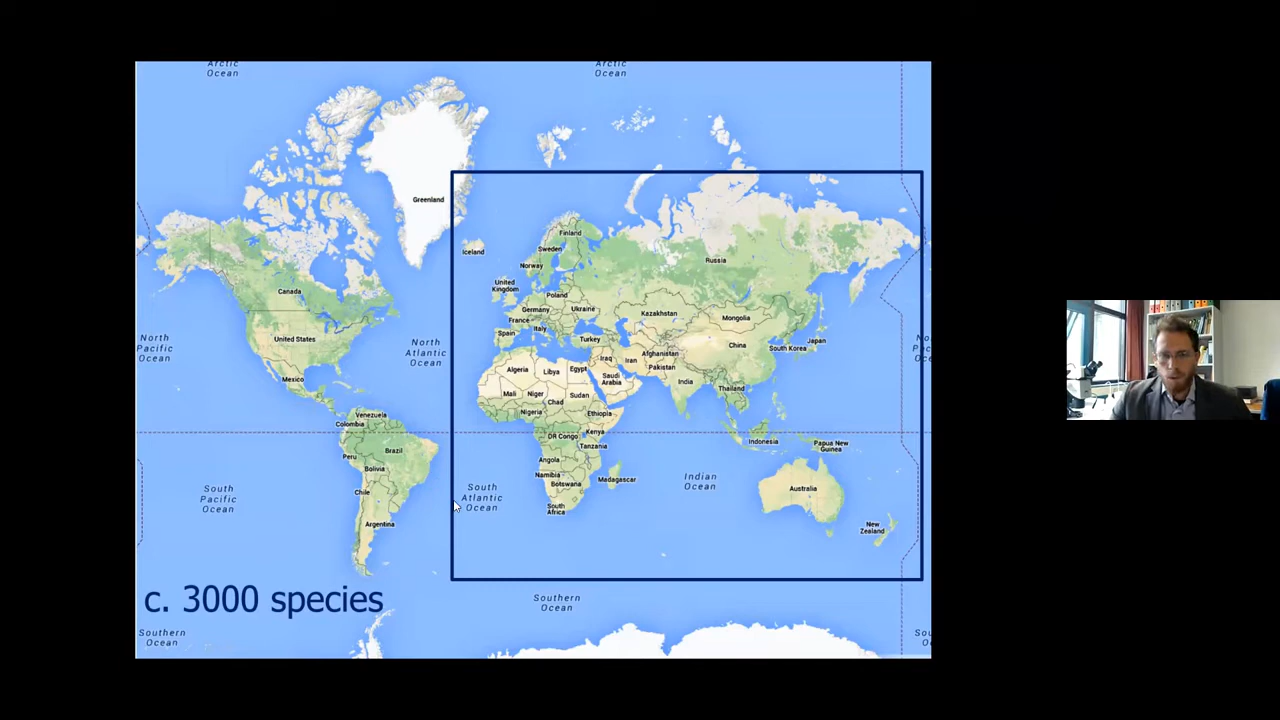 Arctic
Ocean
Arctic
Ocean
Greenland
Iceland
Finland
Sweden
Norway
Russia
United
Kingdom
Poland
Germany
Ukraine
France
Spain
Italy
Turkey
Kazakhstan
Mongolia
China
South Korea
Japan
Afghanistan
Pakistan
Iraq
Iran
Canada
United States
Mexico
North
Pacific
Ocean
North
Atlantic
Ocean
Algeria
Libya
Egypt
Saudi
Arabia
India
Thailand
Mali
Niger
Chad
Sudan
Nigeria
Ethiopia
Venezuela
Colombia
DR Congo
Kenya
Tanzania
Indonesia
Papua New
Guinea
Brazil
Peru
Bolivia
Angola
Namibia
Botswana
Madagascar
Indian
Ocean
Australia
South
Pacific
Ocean
Chile
Argentina
South
Atlantic
Ocean
South
Africa
New
Zealand
c. 3000 species
Southern
Ocean
Southern
Ocean
Sou
Oc